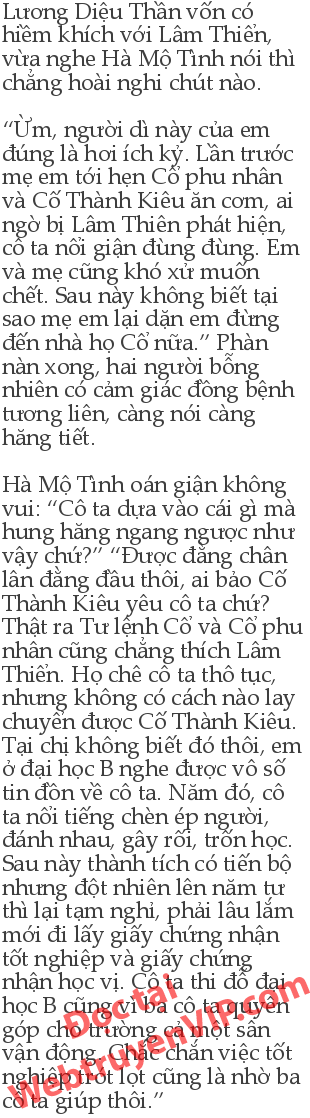 Lương Diệu Thần vốn có
hiềm khích với Lâm Thiển,
vừa nghe Hà Mộ Tình nói thì
chẳng hoài nghi chút nào.
“Ừm, người dì này của em
đúng là hơi ích kỷ. Lần trước
mẹ em tới hẹn Cố phu nhân
và Cố Thành Kiêu ăn cơm, ai
ngờ bị Lâm Thiên phát hiện,
cô ta nổi giận đùng đùng. Em
và mẹ cũng khó xử muốn
chết. Sau này không biết tại
sao mẹ em lại dặn em đừng
đến nhà họ Cố nữa.” Phàn
nàn xong, hai người bỗng
nhiên có cảm giác đồng bệnh
tương liên, càng nói càng
hăng tiết.
Hà Mộ Tình oán giận không
vui: “Cô ta dựa vào cái gì mà
hung hăng ngang ngược như
vậy chứ?” “Được đằng chân
lân đằng đầu thôi, ai bảo Cố
Thành Kiêu yêu cô ta chứ?
Thật ra Tư lệnh Cố và Cố phu
nhân cũng chẳng thích Lâm
Thiển. Họ chê cô ta thô tục,
nhưng không có cách nào lay
chuyển được Cố Thành Kiêu.
Tại chị không biết đó thôi, em
ở đại học B nghe được vô số
tin đồn về cô ta. Năm đó, cô
ta nổi tiếng chèn ép người,
đánh nhau, gây rối, trốn học.
Sau này thành tích có tiến bộ
nhưng đột nhiên lên năm tư
thì lại tạm nghỉ, phải lâu lắm
mới đi lấy giấy chứng nhận
tốt nghiệp và giấy chứng
nhận học vị. Cô ta thi đỗ đại
học B cũng ba cô ta quyên
góp cho trường cả một sân
vận động. Chắc chắn việc tốt
nghiệp trót lọt cũng là nhờ ba
cô ta giúp thôi.”
Đọc tại
WebtruyenVIP.com